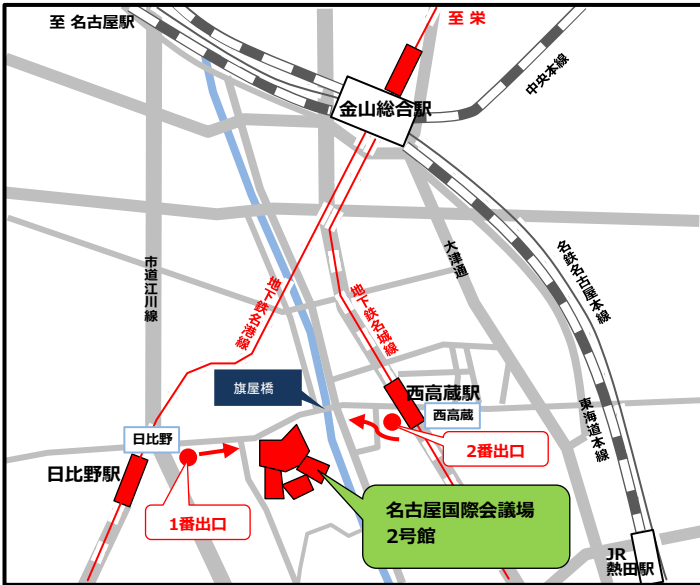 至 名古屋駅
至 栄
金山総合駅
中央本線
市道江川線
地下鉄名港線
地下鉄名城線
大津通
名鉄名古屋本線
東海道本線
旗屋橋
西高蔵駅
西高蔵
日比野
2番出口
日比野駅
1番出口
名古屋国際会議場
2号館
JR
熱田駅